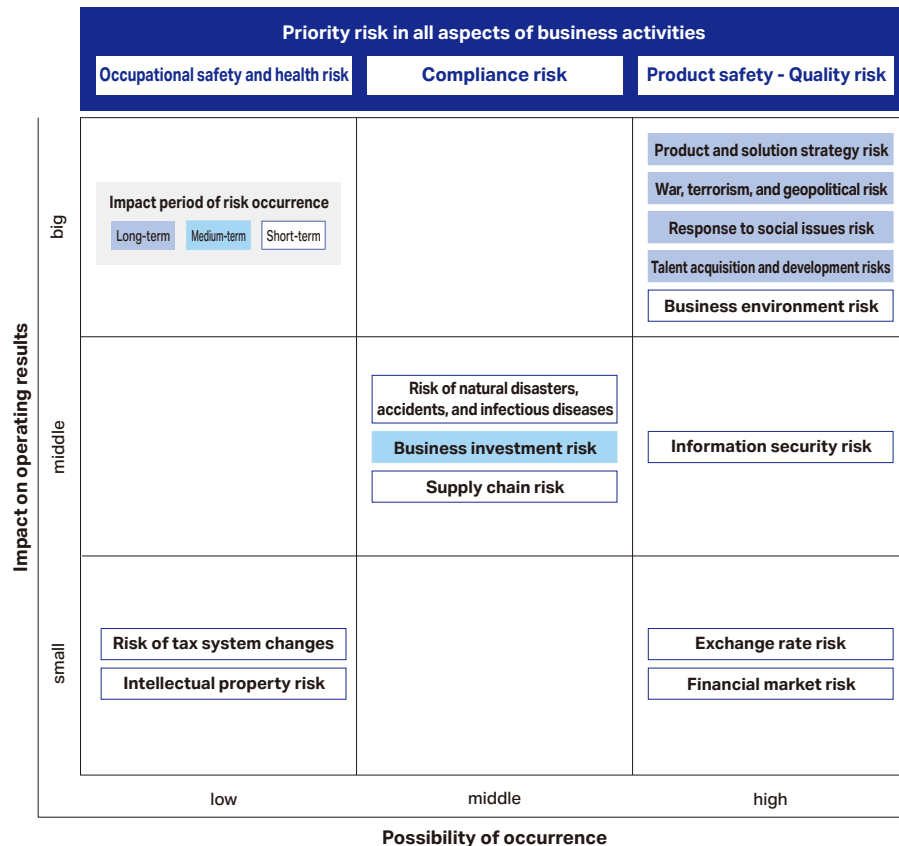 Priority risk in all aspects of business activities
Occupational safety and health risk
Compliance risk
Product safety - Quality risk
Impact on operating results
big
Impact period of risk occurrence
Long-term
Medium-term
Short-term
Product and solution strategy risk
War, terrorism, and geopolitical risk
Response to social issues risk
Talent acquisition and development risks
Business environment risk
middle
Risk of natural disasters,
accidents, and infectious diseases
Business investment risk
Supply chain risk
Information security risk
small
Risk of tax system changes
Intellectual property risk
Exchange rate risk
Financial market risk
low
middle
high
Possibility of occurrence